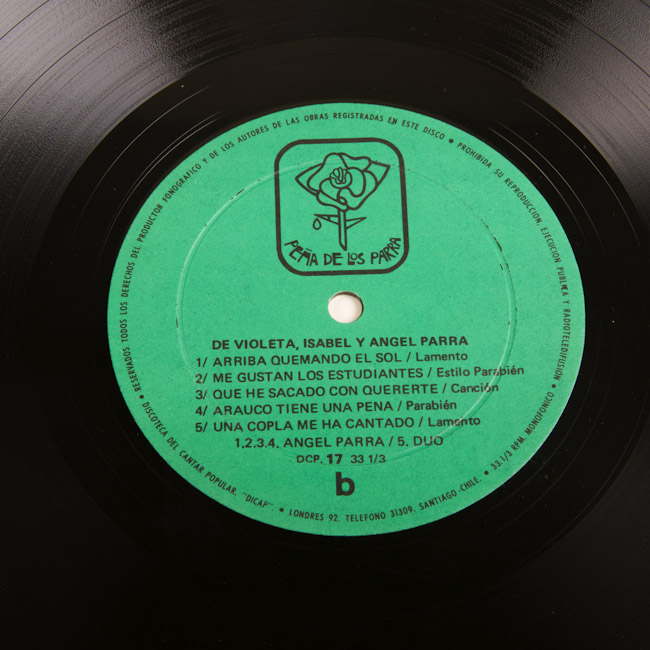 RESERVADOS TODOS LOS DERECHOS DEL PRODUCTOR FONOGRAFICO Y DE LOS AUTORES DE LAS OBRAS REGISTRADAS EN ESTE DISCO • PROHIBIDA SU REPRODUCCION, EJECUCION PUBLICA Y RADIOTELEDIFUSION
PEÑA DE LOS PARRA
DE VIOLETA, ISABEL Y ANGEL PARRA
1/ ARRIBA QUEMANDO EL SOL / Lamento
2/ ME GUSTAN LOS ESTUDIANTES / Estilo Parabién
3/ QUE HE SACADO CON QUERERTE / Canción
4/ ARAUCO TIENE UNA PENA / Parabién
5/ UNA COPLA ME HA CANTADO / Lamento
1.2.3.4. ANGEL PARRA / 5. DUO
DCP. 17 33 1/3
b
• DISCOTECA DEL CANTAR POPULAR. "DICAP". • LONDRES 92. TELEFONO 31309. SANTIAGO-CHILE. • 33.1/3 RPM. MONOFONICO •